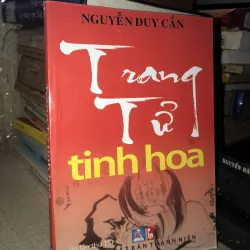 NGUYỄN DUY CẦN
Trang
Tử
tinh hoa
THANH NIÊN